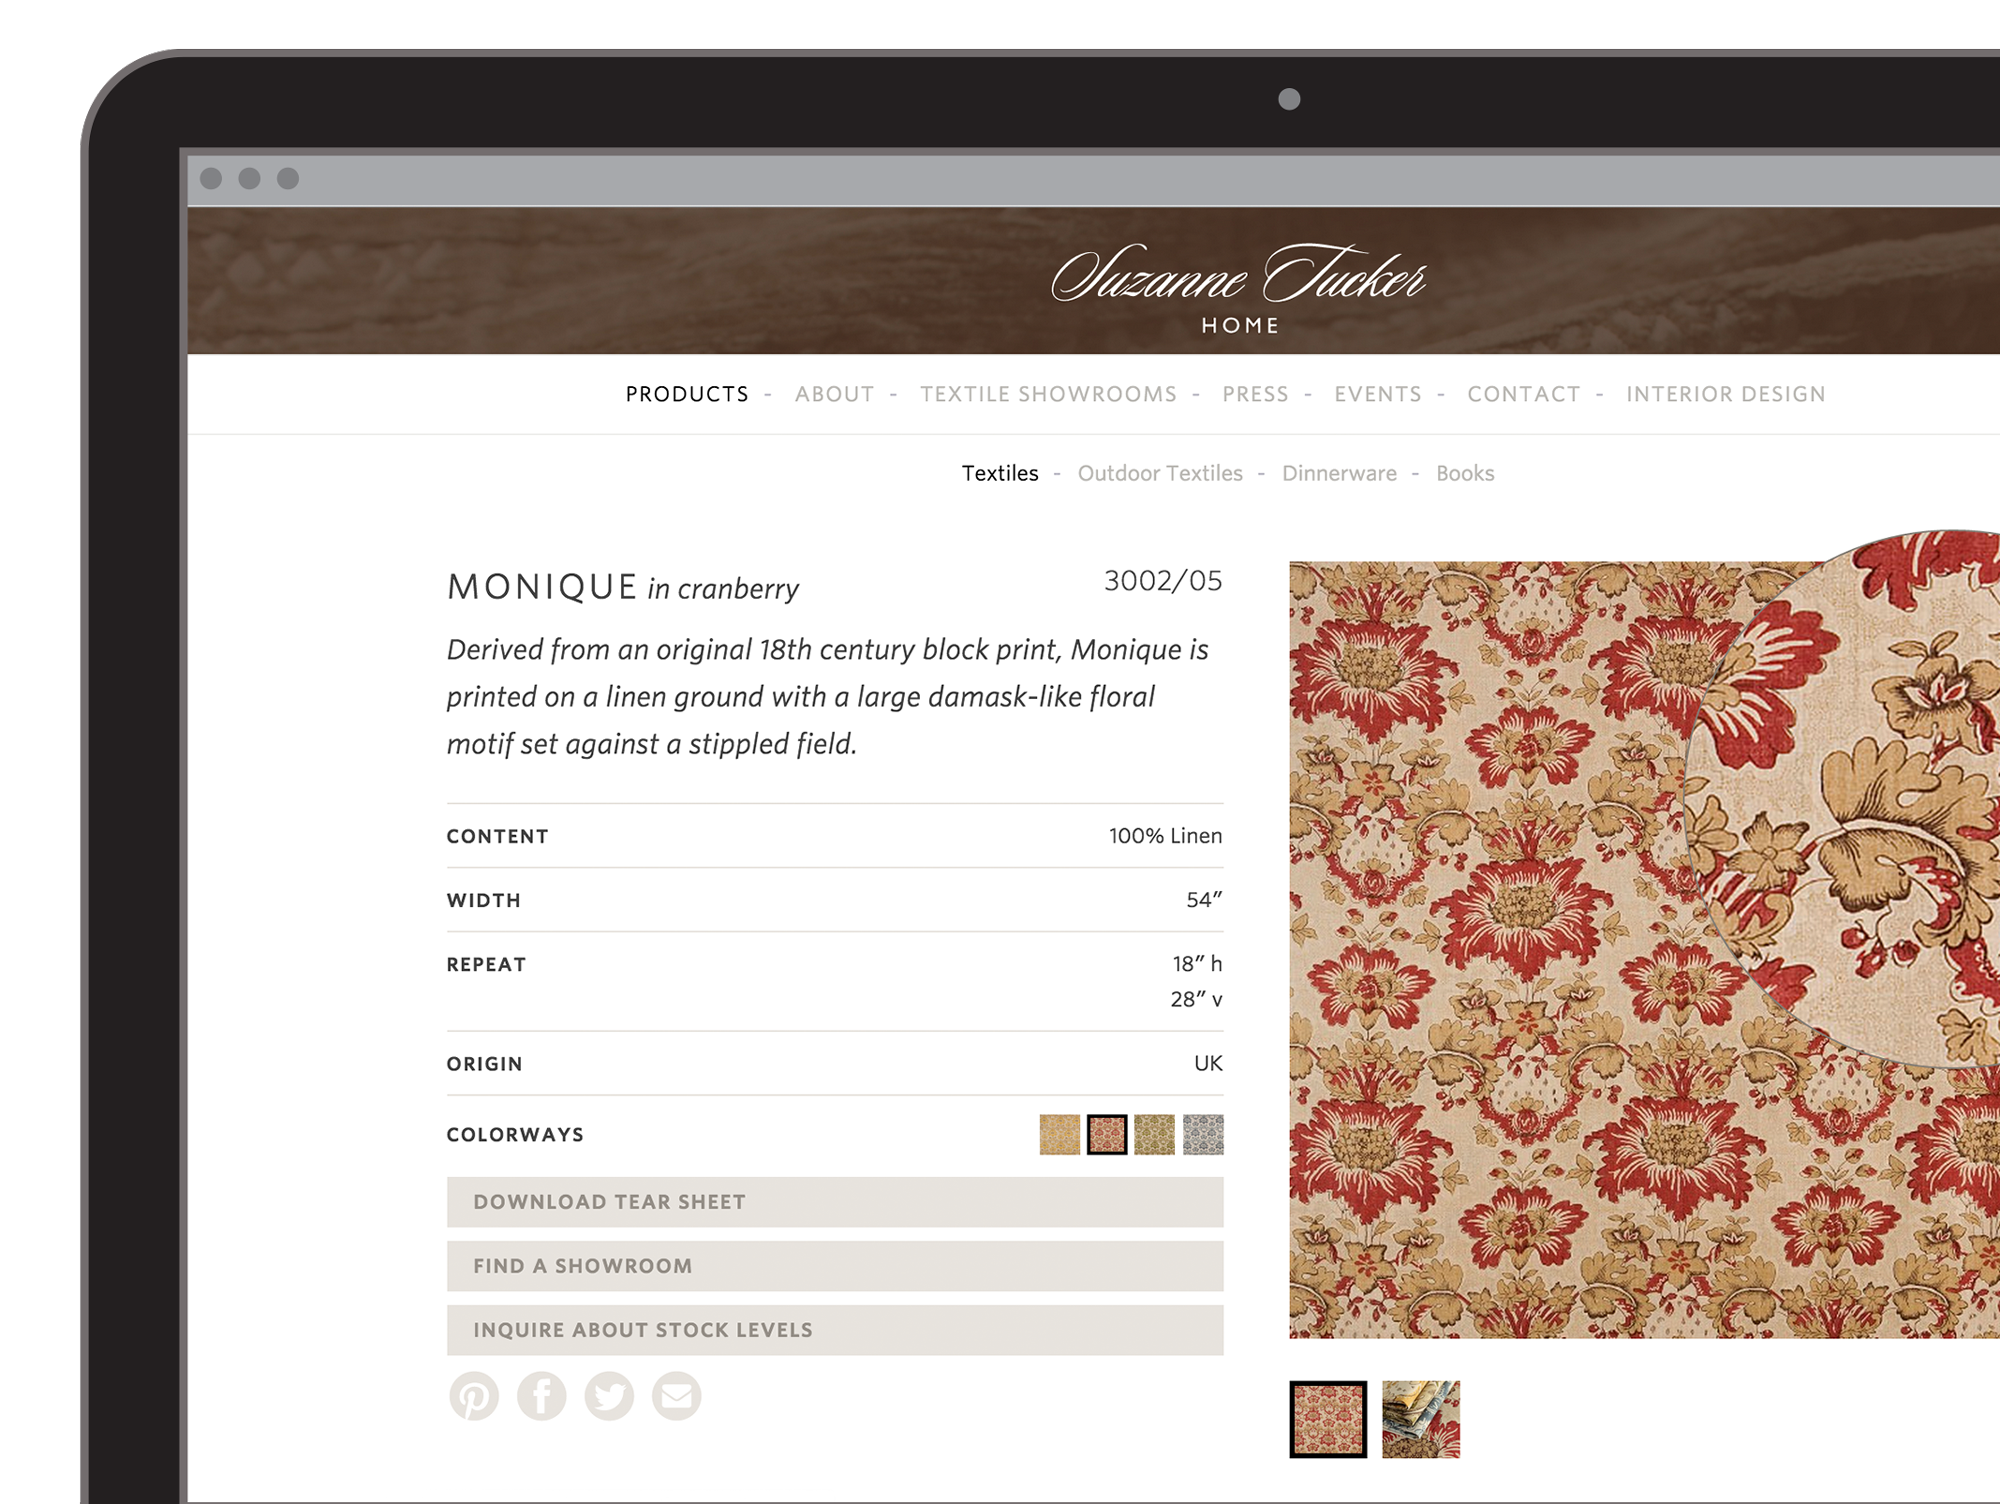 Suzanne Tucker
HOME
PRODUCTS - ABOUT - TEXTILE SHOWROOMS - PRESS - EVENTS - CONTACT - INTERIOR DESIGN
Textiles - Outdoor Textiles - Dinnerware - Books
MONIQUE in cranberry 3002/05
Derived from an original 18th century block print, Monique is
printed on a linen ground with a large damask-like floral
motif set against a stippled field.
CONTENT 100% Linen
WIDTH 54″
REPEAT 18″ h
28″ v
ORIGIN UK
COLORWAYS
DOWNLOAD TEAR SHEET
FIND A SHOWROOM
INQUIRE ABOUT STOCK LEVELS